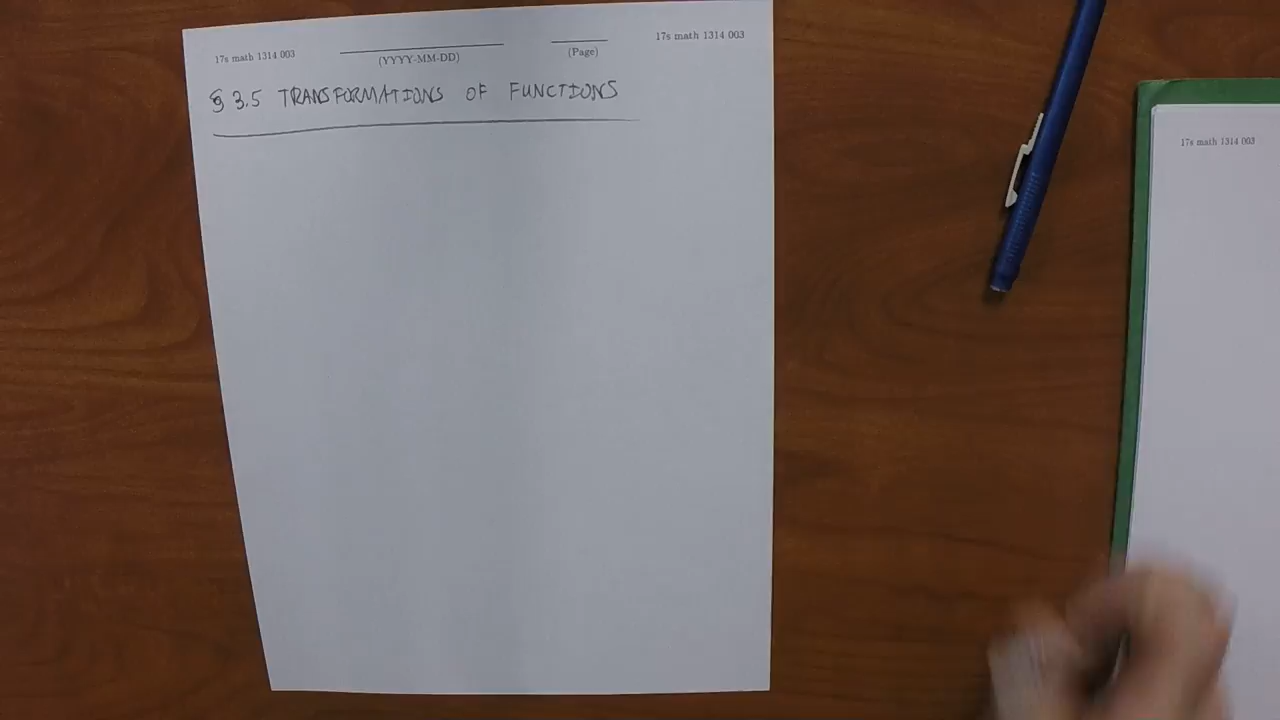 17s math 1314 003 (YYYY-MM-DD) (Page) 17s math 1314 003
§ 3.5 TRANSFORMATIONS OF FUNCTIONS
17s math 1314 003